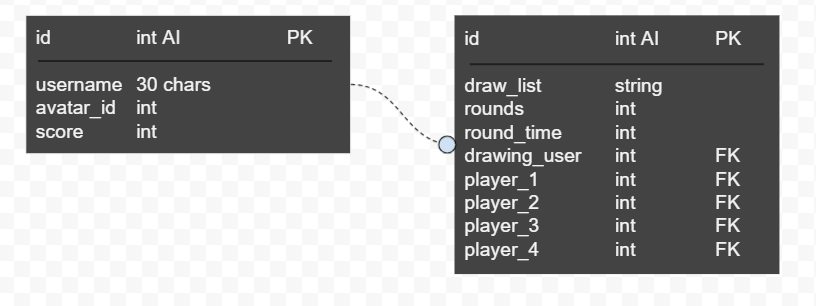 id int AI PK
username 30 chars
avatar_id int
score int
id int AI PK
draw_list string
rounds int
round_time int
drawing_user int FK
player_1 int FK
player_2 int FK
player_3 int FK
player_4 int FK